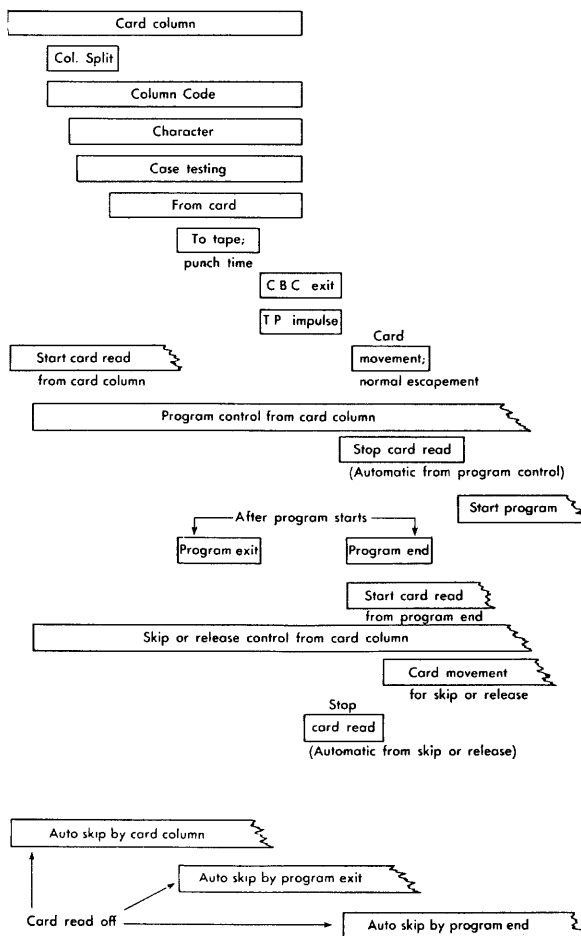 Card column
Col. Split
Column Code
Character
Case testing
From card
To tape;
punch time
C B C exit
T P impulse
Card
Start card read
movement;
from card column
normal escapement
Program control from card column
Stop card read
(Automatic from program control)
Start program
After program starts
Program exit
Program end
Start card read
from program end
Skip or release control from card column
Card movement
for skip or release
Stop
card read
(Automatic from skip or release)
Auto skip by card column
Auto skip by program exit
Card read off
Auto skip by program end